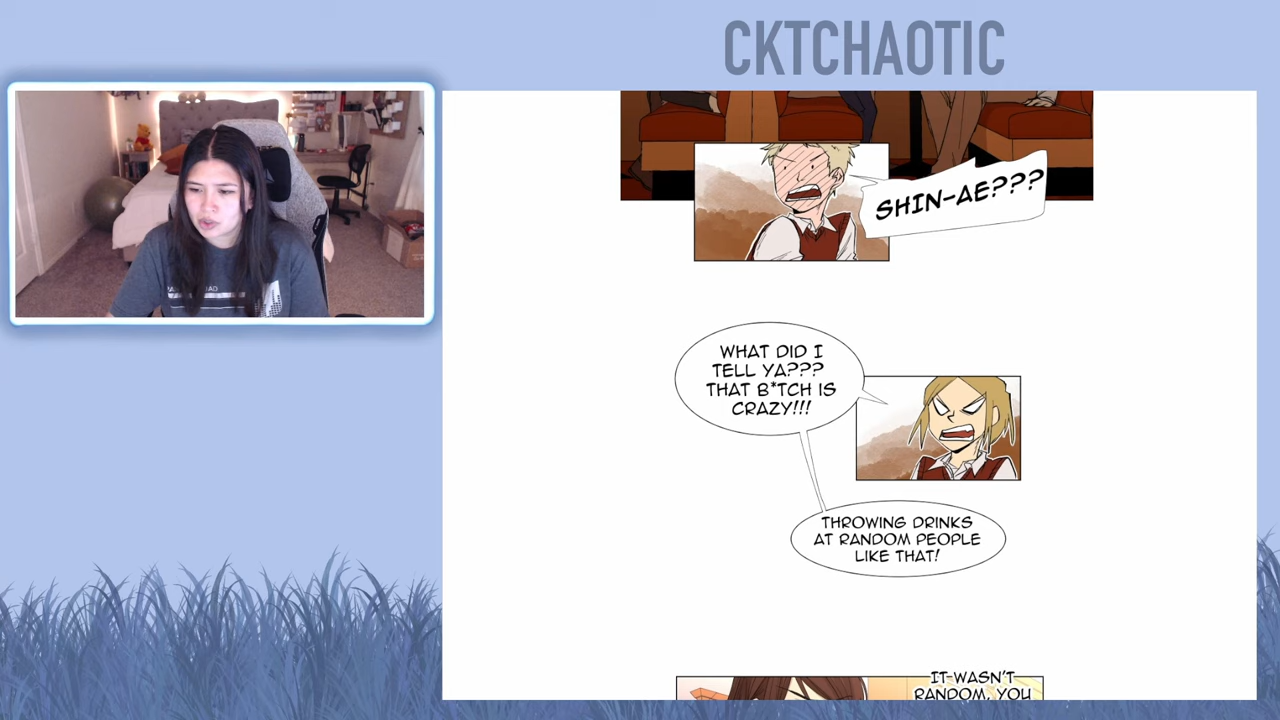 CKTCHAOTIC
SHIN-AE???
WHAT DID I
TELL YA???
THAT B*TCH IS
CRAZY!!!
THROWING DRINKS
AT RANDOM PEOPLE
LIKE THAT!
IT WASN'T
RANDOM, YOU